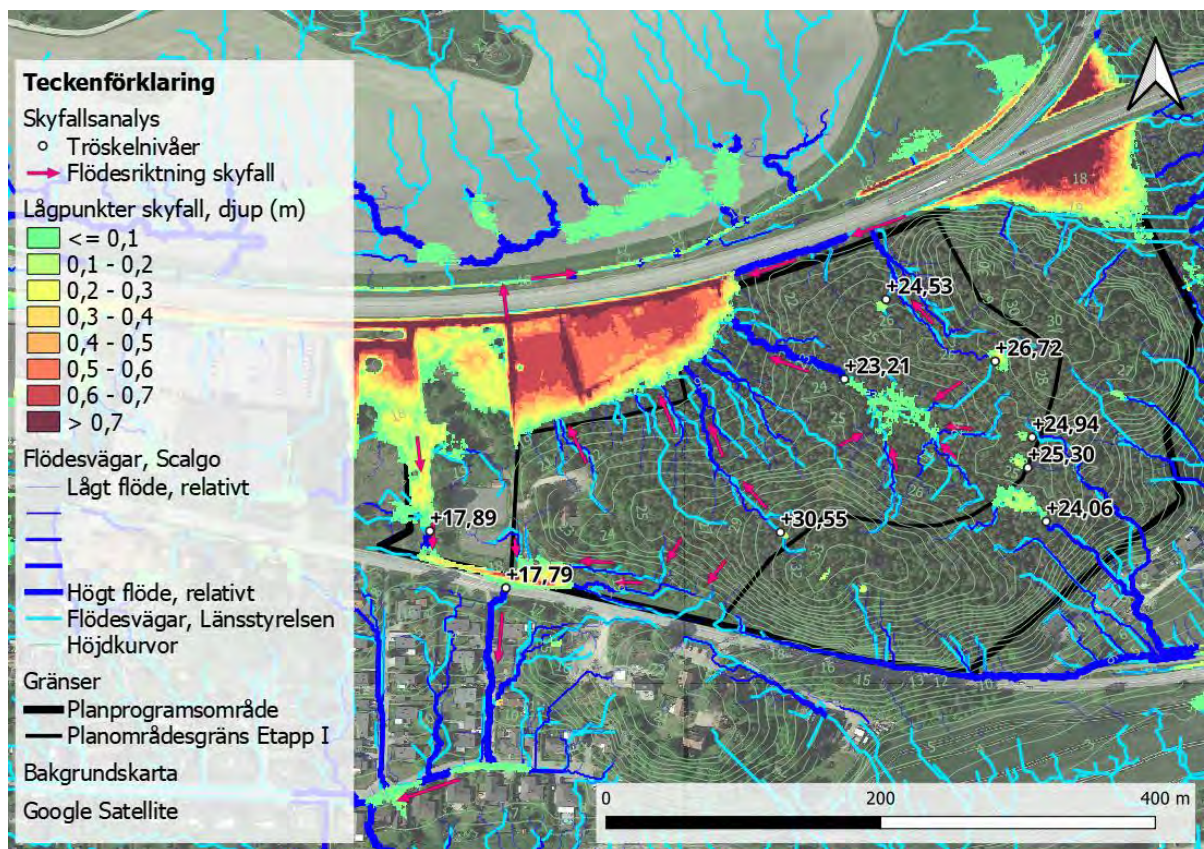 Teckenförklaring
Skyfallsanalys
Tröskelnivåer
Flödesriktning skyfall
Lågpunkter skyfall, djup (m)
<= 0,1
0,1 - 0,2
0,2 - 0,3
0,3 - 0,4
0,4 - 0,5
0,5 - 0,6
0,6 - 0,7
> 0,7
Flödesvägar, Scalgo
Lågt flöde, relativt
Högt flöde, relativt
Flödesvägar, Länsstyrelsen
Höjdkurvor
Gränser
Planprogramsområde
Planområdesgräns Etapp I
Bakgrundskarta
Google Satellite
+24,53
+26,72
+23,21
+24,94
+25,30
+24,06
+30,55
+17,89
+17,79
0 200 400 m